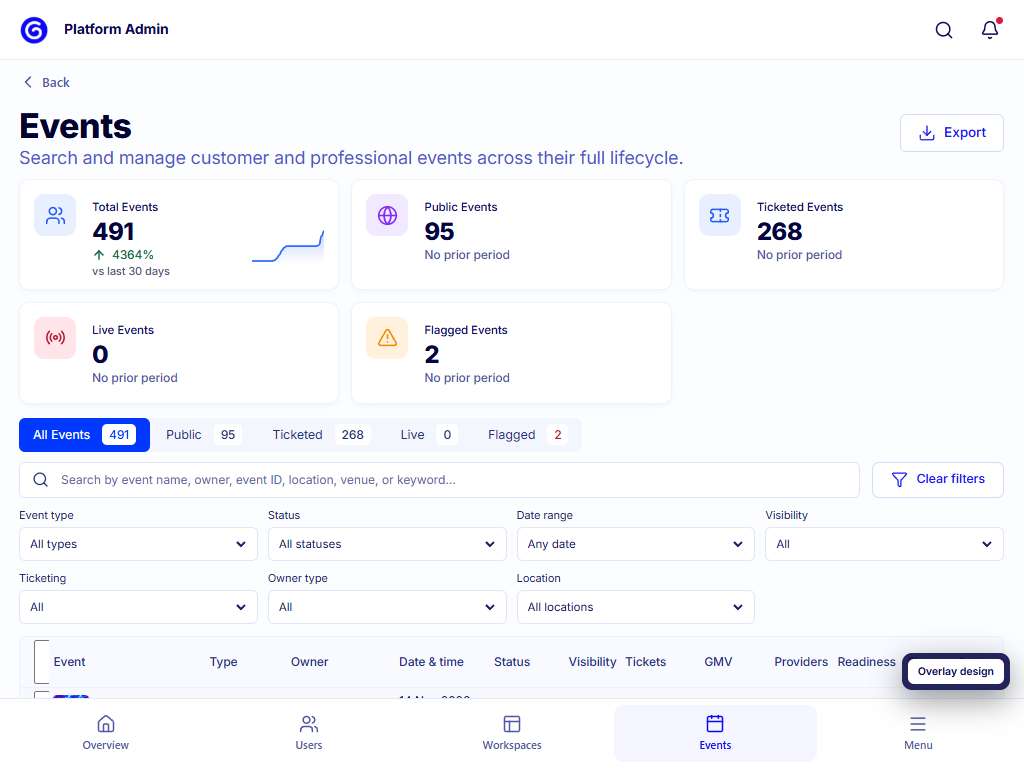 Platform Admin
Back
Events
Export
Search and manage customer and professional events across their full lifecycle.
Total Events
491
4364%
vs last 30 days
Public Events
95
No prior period
Ticketed Events
268
No prior period
Live Events
0
No prior period
Flagged Events
2
No prior period
All Events 491 Public 95 Ticketed 268 Live 0 Flagged 2
Search by event name, owner, event ID, location, venue, or keyword...
Clear filters
Event type Status Date range Visibility
All types All statuses Any date All
Ticketing Owner type Location
All All All locations
Event Type Owner Date & time Status Visibility Tickets GMV Providers Readiness
Overlay design
Overview Users Workspaces Events Menu